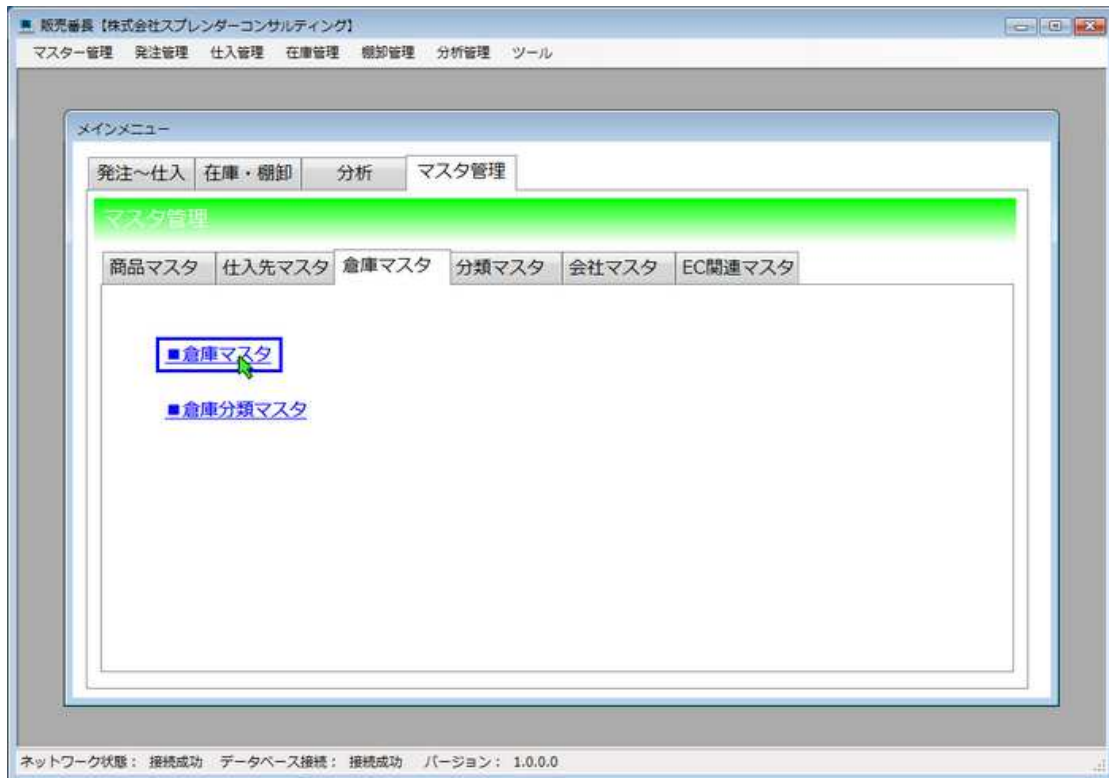 販売番長【株式会社スプレンダーコンサルティング】
マスター管理 発注管理 仕入管理 在庫管理 棚卸管理 分析管理 ツール
メインメニュー
発注～仕入 在庫・棚卸 分析 マスタ管理
マスタ管理
商品マスタ 仕入先マスタ 倉庫マスタ 分類マスタ 会社マスタ EC関連マスタ
■倉庫マスタ
■倉庫分類マスタ
ネットワーク状態： 接続成功 データベース接続： 接続成功 バージョン： 1.0.0.0